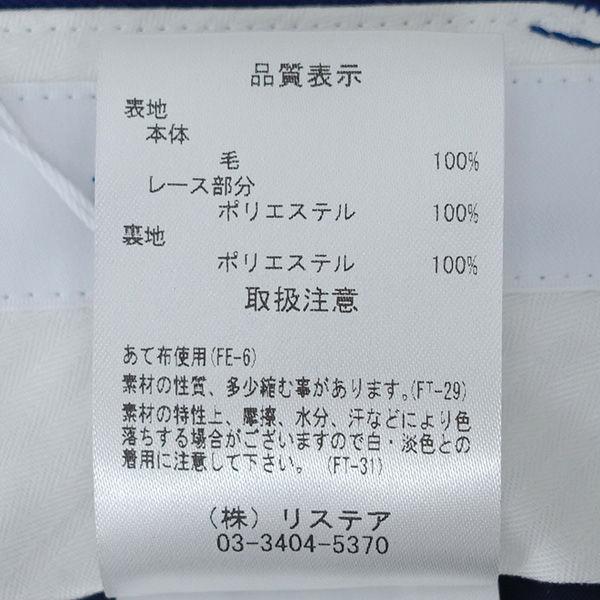 品質表示
表地
本体
毛 100%
レース部分
ポリエステル 100%
裏地
ポリエステル 100%
取扱注意
あて布使用(FE-6)
素材の性質、多少縮む事があります。(FT-29)
素材の特性上、摩擦、水分、汗などにより色
落ちする場合がございますので白・淡色との
着用に注意して下さい。 (FT-31)
(株) リステア
03-3404-5370